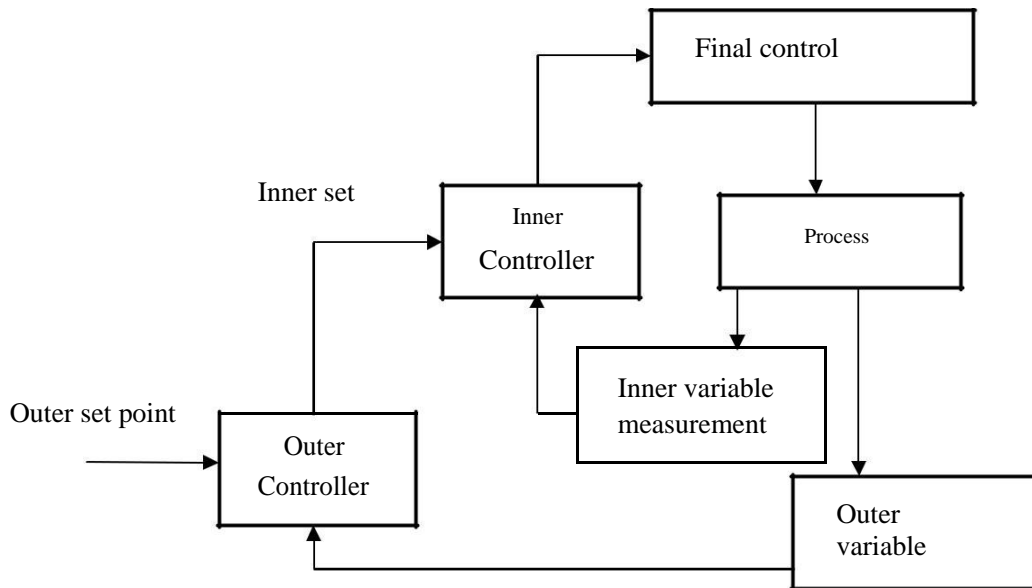 Final control
Inner set
Inner
Controller
Process
Inner variable
measurement
Outer set point
Outer
Controller
Outer
variable